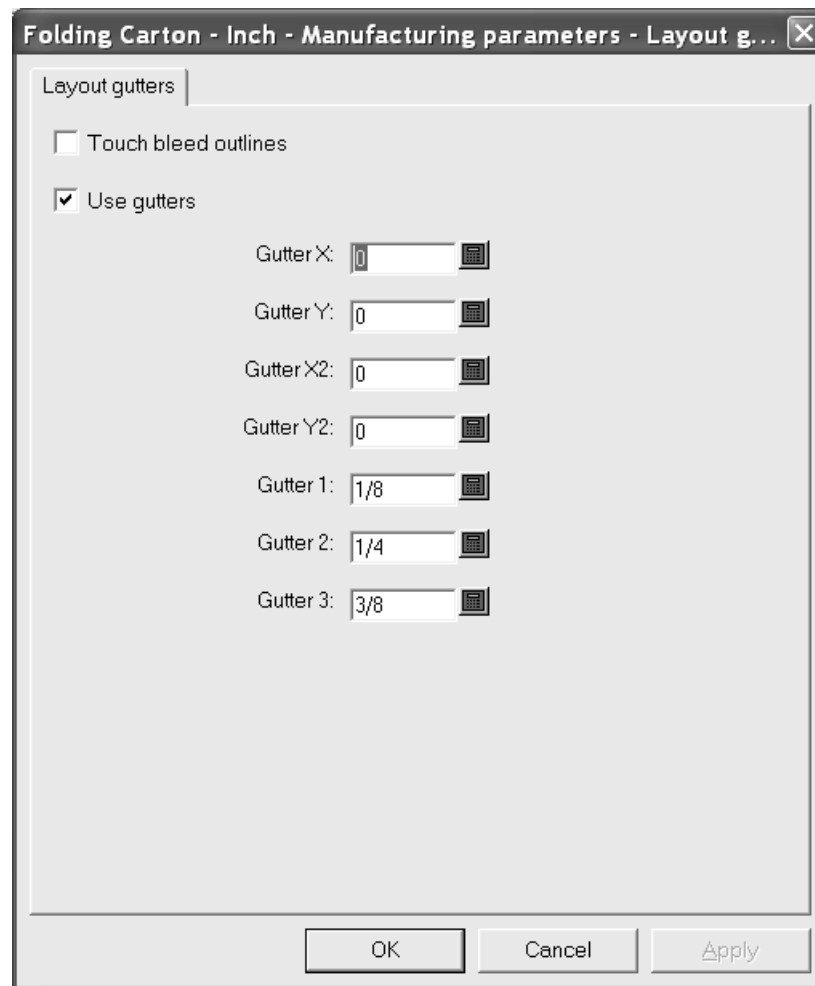 Folding Carton - Inch - Manufacturing parameters - Layout g...
Layout gutters
Touch bleed outlines
Use gutters
Gutter X: 0
Gutter Y: 0
Gutter X2: 0
Gutter Y2: 0
Gutter 1: 1/8
Gutter 2: 1/4
Gutter 3: 3/8
OK Cancel Apply